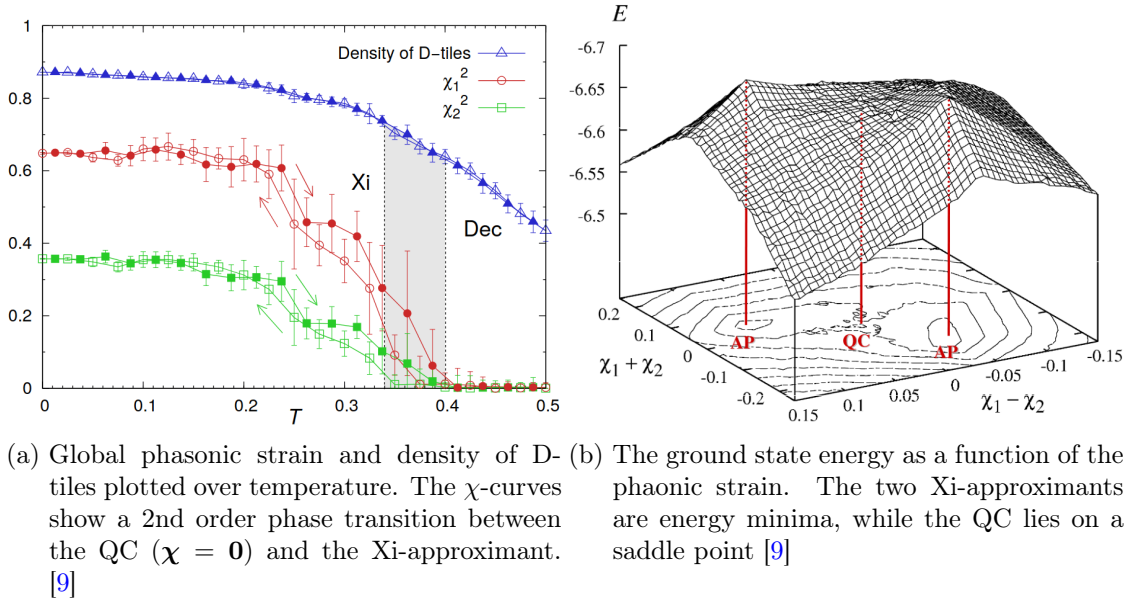 1
0.8
0.6
0.4
0.2
0
0 0.1 0.2 0.3 0.4 0.5
T
Density of D-tiles
χ₁²
χ₂²
Xi
Dec
E
-6.7
-6.65
-6.6
-6.55
-6.5
0.2
0.1
0
-0.1
-0.2
χ₁ + χ₂
0.15
0.1
0.05
0
-0.05
-0.1
-0.15
χ₁ − χ₂
AP
QC
AP
(a) Global phasonic strain and density of D-
tiles plotted over temperature. The χ-curves
show a 2nd order phase transition between
the QC (χ = 0) and the Xi-approximant.
[9]
(b) The ground state energy as a function of the
phaonic strain. The two Xi-approximants
are energy minima, while the QC lies on a
saddle point [9]